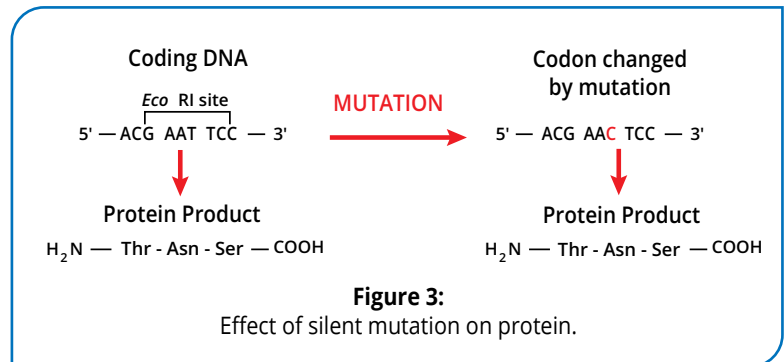 Coding DNA
Eco RI site
5' — ACG AAT TCC — 3'
Protein Product
H₂N — Thr - Asn - Ser — COOH
MUTATION
Codon changed
by mutation
5' — ACG AAC TCC — 3'
Protein Product
H₂N — Thr - Asn - Ser — COOH
Figure 3:
Effect of silent mutation on protein.